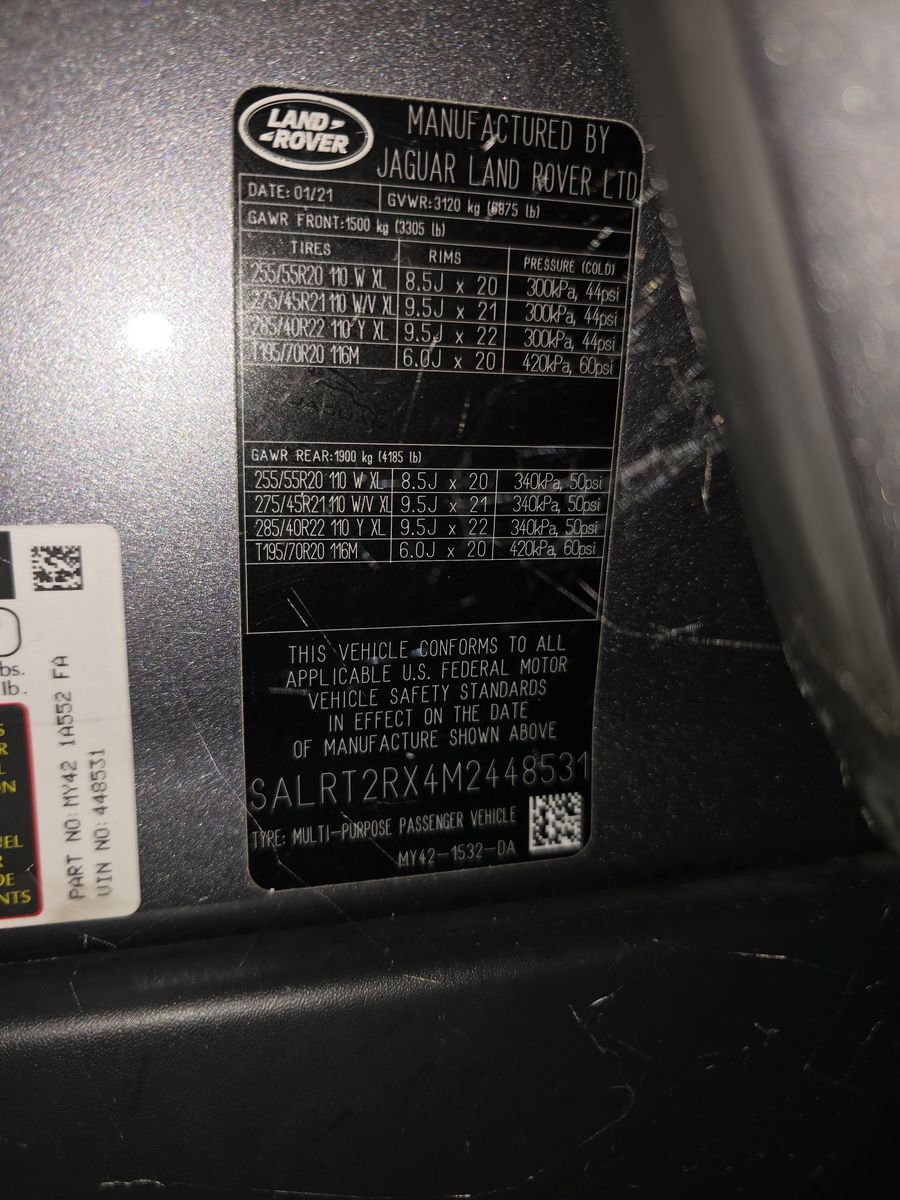 LAND ROVER
MANUFACTURED BY
JAGUAR LAND ROVER LTD
DATE: 01/21 GVWR: 3120 kg (6875 lb)
GAWR FRONT: 1500 kg (3305 lb)
TIRES RIMS PRESSURE (COLD)
255/55R20 110 W XL 8.5J x 20 300kPa, 44psi
275/45R21 110 W/V XL 9.5J x 21 300kPa, 44psi
285/40R22 110 Y XL 9.5J x 22 300kPa, 44psi
T195/70R20 116M 6.0J x 20 420kPa, 60psi
GAWR REAR: 1900 kg (4185 lb)
255/55R20 110 W XL 8.5J x 20 340kPa, 50psi
275/45R21 110 W/V XL 9.5J x 21 340kPa, 50psi
285/40R22 110 Y XL 9.5J x 22 340kPa, 50psi
T195/70R20 116M 6.0J x 20 420kPa, 60psi
THIS VEHICLE CONFORMS TO ALL
APPLICABLE U.S. FEDERAL MOTOR
VEHICLE SAFETY STANDARDS
IN EFFECT ON THE DATE
OF MANUFACTURE SHOWN ABOVE
SALRT2RX4M2448531
TYPE: MULTI-PURPOSE PASSENGER VEHICLE
MY42-1532-DA
PART NO: MY42 1A552 FA
VIN NO: 448531
lbs.
lb.